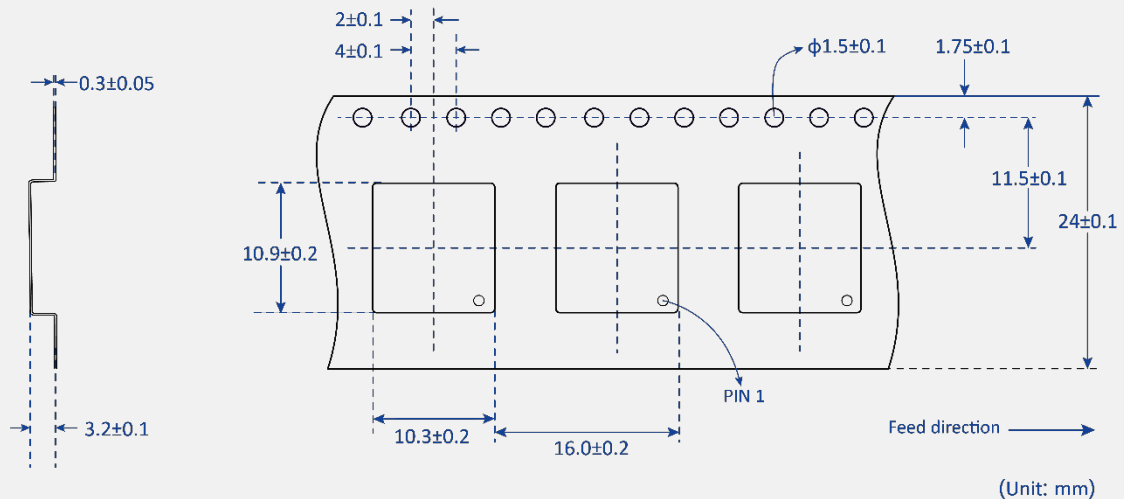 2±0.1
4±0.1
ϕ1.5±0.1
1.75±0.1
0.3±0.05
11.5±0.1
24±0.1
10.9±0.2
PIN 1
3.2±0.1
10.3±0.2
16.0±0.2
Feed direction
(Unit: mm)